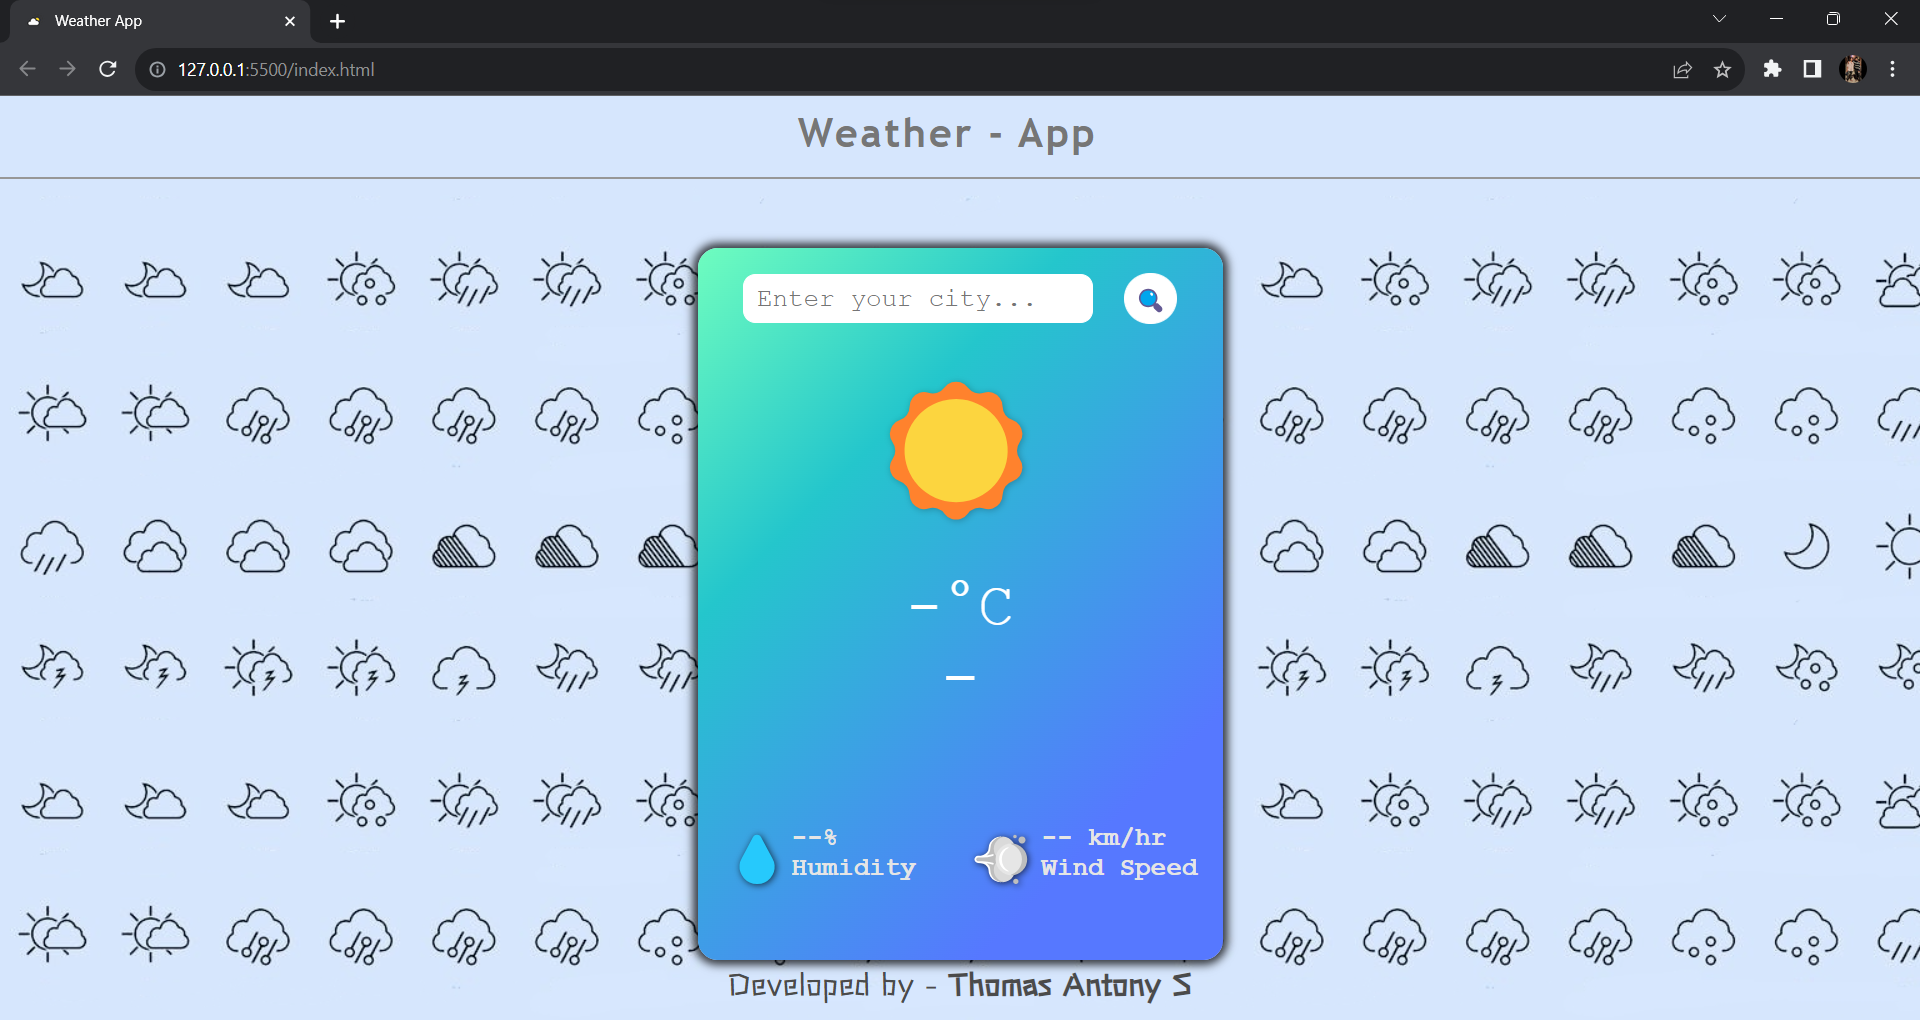 Weather App
127.0.0.1:5500/index.html
Weather - App
Enter your city...
-°C
-
--%
Humidity
-- km/hr
Wind Speed
Developed by - Thomas Antony S